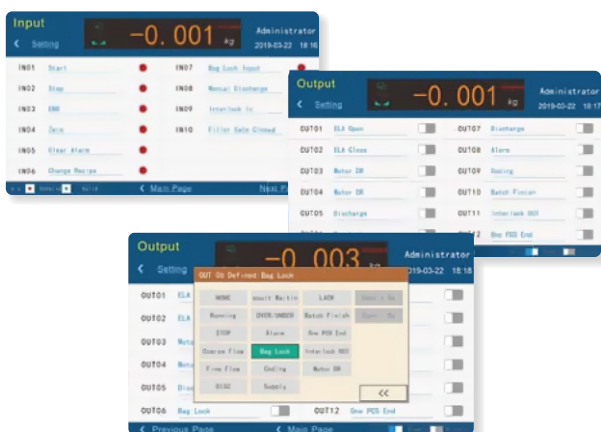 Input
Setting
-0.001 kg
Administrator
2019-03-22 18:16
IN01 Start
IN07 Bag Lock Input
IN02 Stop
IN08 Manual Discharge
IN03 END
IN09 Interlock In
IN04 Zero
IN10 Filler Gate Closed
IN05 Clear Alarm
IN06 Change Recipe
Valid
Main Page
Output
Setting
-0.001 kg
Administrator
2019-03-22 18:17
OUT01 ELA Open
OUT07 Discharge
OUT02 ELA Close
OUT08 Alarm
OUT03 Motor DR
OUT09 Coding
OUT04 Motor DR
OUT10 Batch Finish
OUT05 Discharge
OUT11 Interlock OUT
One PCS End
Output
Setting
-0.003
Administrator
2019-03-22 18:18
OUT 06 Defined:Bag Lock
NONE
LACK
Running
OVER/UNDER
Batch Finish
STOP
Alarm
One PCS End
Coarse Flow
Bag Lock
Interlock OUT
Fine Flow
Coding
Motor DR
DISC
Supply
<<
OUT01 ELA
OUT02 ELA
OUT03
OUT04
OUT05
OUT06 Bag Lock
OUT12 One PCS End
Previous Page
Main Page